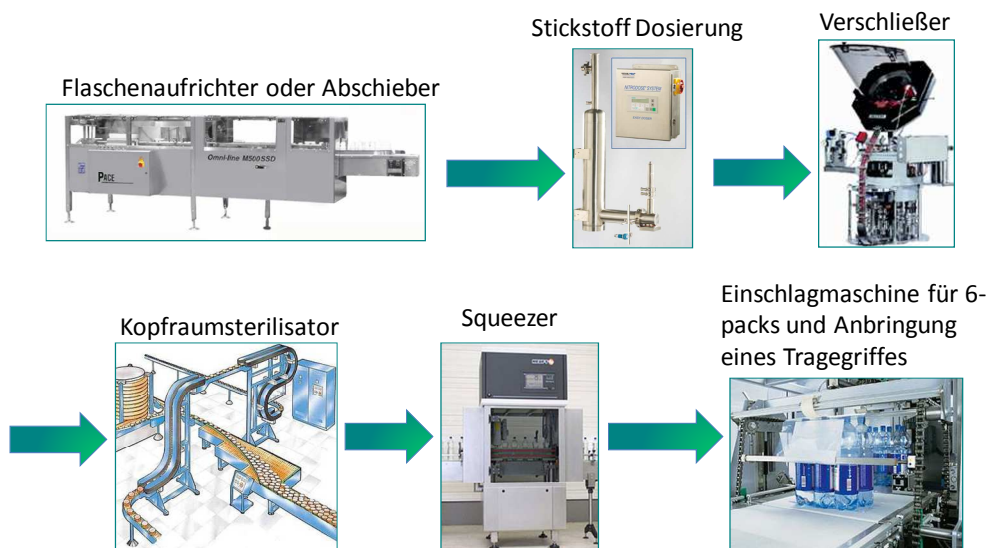 Stickstoff Dosierung
Verschließer
Flaschenaufrichter oder Abschieber
Omni-line M500SSD
PACE
Kopfraumsterilisator
Squeezer
Einschlagmaschine für 6-
packs und Anbringung
eines Tragegriffes